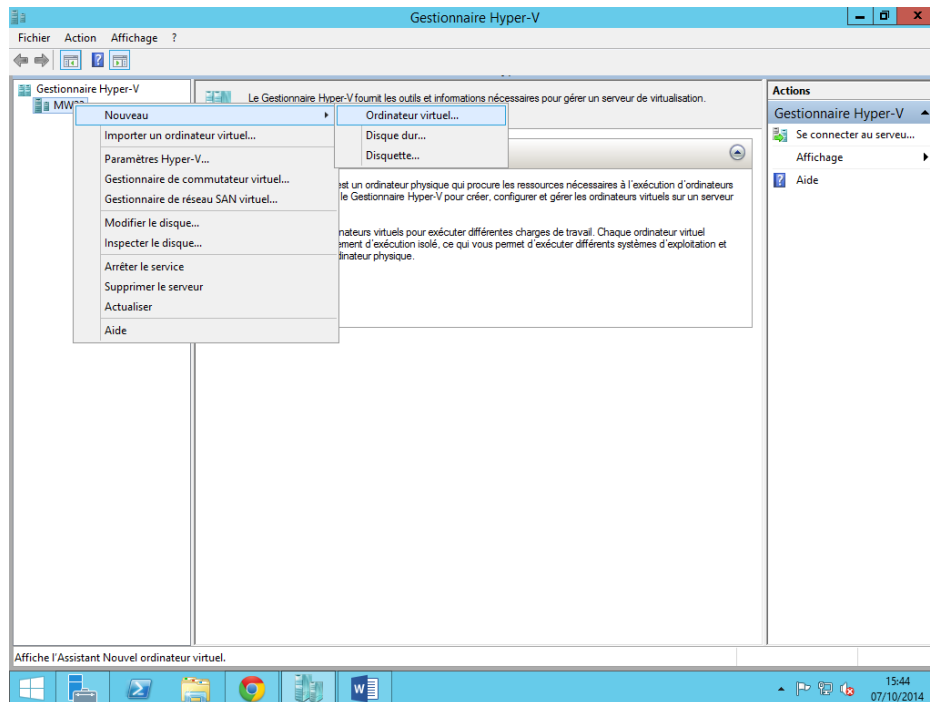 Gestionnaire Hyper-V
Fichier Action Affichage ?
Gestionnaire Hyper-V
Nouveau
Importer un ordinateur virtuel...
Paramètres Hyper-V...
Gestionnaire de commutateur virtuel...
Gestionnaire de réseau SAN virtuel...
Modifier le disque...
Inspecter le disque...
Arrêter le service
Supprimer le serveur
Actualiser
Aide
Ordinateur virtuel...
Disque dur...
Disquette...
Le Gestionnaire Hyper-V fournit les outils et informations nécessaires pour gérer un serveur de virtualisation.
est un ordinateur physique qui procure les ressources nécessaires à l'exécution d'ordinateurs
le Gestionnaire Hyper-V pour créer, configurer et gérer les ordinateurs virtuels sur un serveur
virtuels pour exécuter différentes charges de travail. Chaque ordinateur virtuel
d'exécution isolé, ce qui vous permet d'exécuter différents systèmes d'exploitation et
physique.
Actions
Gestionnaire Hyper-V
Se connecter au serveu...
Affichage
Aide
Affiche l'Assistant Nouvel ordinateur virtuel.
15:44
07/10/2014